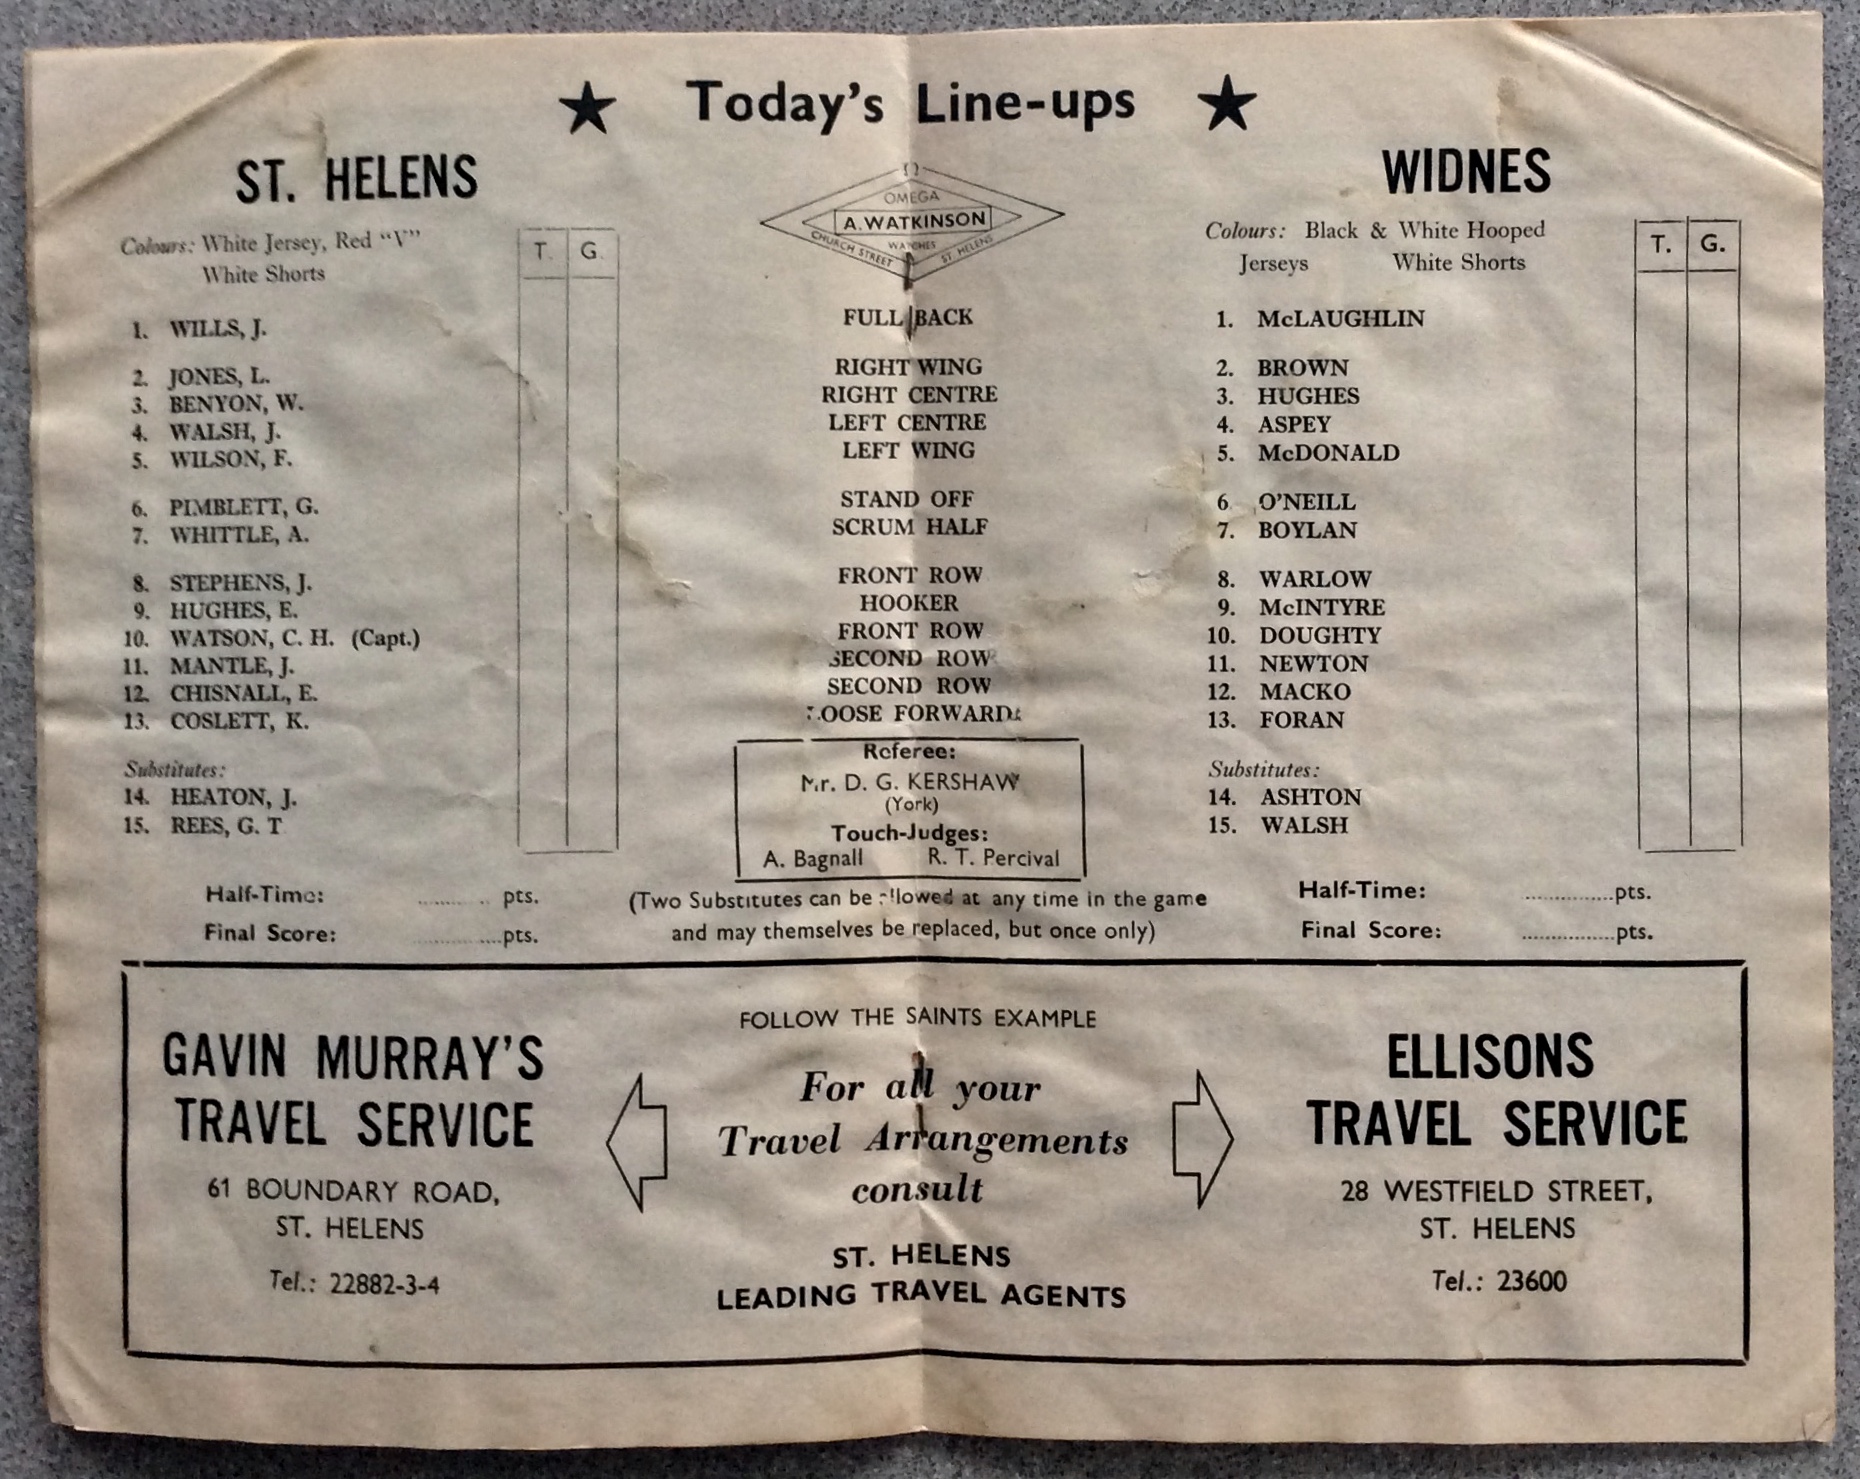 ★ Today's Line-ups ★
ST. HELENS
Colours: White Jersey, Red "V"
White Shorts
T. G.
1. WILLS, J.
2. JONES, L.
3. BENYON, W.
4. WALSH, J.
5. WILSON, F.
6. PIMBLETT, G.
7. WHITTLE, A.
8. STEPHENS, J.
9. HUGHES, E.
10. WATSON, C. H. (Capt.)
11. MANTLE, J.
12. CHISNALL, E.
13. COSLETT, K.
Substitutes:
14. HEATON, J.
15. REES, G. T
Half-Time: ............ pts.
Final Score: ...............pts.
Ω
OMEGA
A. WATKINSON
WATCHES
CHURCH STREET ST. HELENS
FULL BACK
RIGHT WING
RIGHT CENTRE
LEFT CENTRE
LEFT WING
STAND OFF
SCRUM HALF
FRONT ROW
HOOKER
FRONT ROW
SECOND ROW
SECOND ROW
LOOSE FORWARD
Referee:
Mr. D. G. KERSHAW
(York)
Touch-Judges:
A. Bagnall R. T. Percival
(Two Substitutes can be allowed at any time in the game
and may themselves be replaced, but once only)
WIDNES
Colours: Black & White Hooped
Jerseys White Shorts
T. G.
1. McLAUGHLIN
2. BROWN
3. HUGHES
4. ASPEY
5. McDONALD
6 O'NEILL
7. BOYLAN
8. WARLOW
9. McINTYRE
10. DOUGHTY
11. NEWTON
12. MACKO
13. FORAN
Substitutes:
14. ASHTON
15. WALSH
Half-Time: ...............pts.
Final Score: ...............pts.
GAVIN MURRAY'S
TRAVEL SERVICE
61 BOUNDARY ROAD,
ST. HELENS
Tel.: 22882-3-4
FOLLOW THE SAINTS EXAMPLE
For all your
Travel Arrangements
consult
ST. HELENS
LEADING TRAVEL AGENTS
ELLISONS
TRAVEL SERVICE
28 WESTFIELD STREET,
ST. HELENS
Tel.: 23600